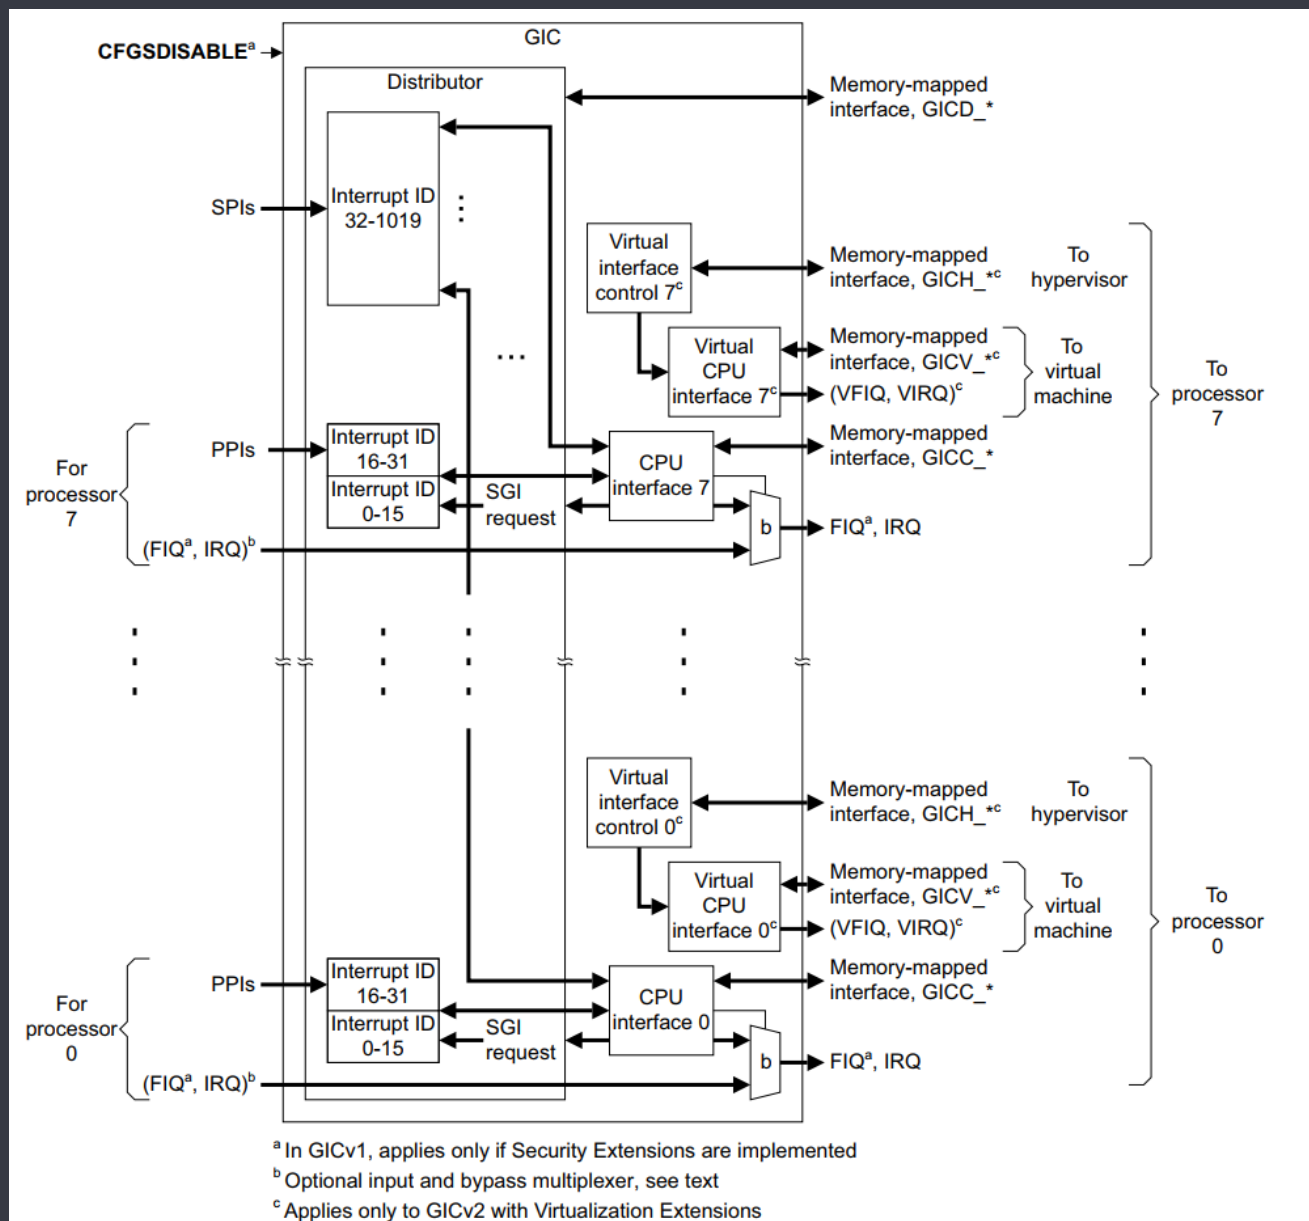 GIC
CFGSDISABLEᵃ
Distributor
Memory-mapped
interface, GICD_*
SPIs
Interrupt ID
32-1019
Virtual
interface
control 7ᶜ
Memory-mapped
interface, GICH_*ᶜ
To
hypervisor
Virtual
CPU
interface 7ᶜ
Memory-mapped
interface, GICV_*ᶜ
(VFIQ, VIRQ)ᶜ
To
virtual
machine
To
processor
7
For
processor
7
PPIs
Interrupt ID
16-31
Interrupt ID
0-15
SGI
request
CPU
interface 7
Memory-mapped
interface, GICC_*
b
FIQᵃ, IRQ
(FIQᵃ, IRQ)ᵇ
Virtual
interface
control 0ᶜ
Memory-mapped
interface, GICH_*ᶜ
To
hypervisor
Virtual
CPU
interface 0ᶜ
Memory-mapped
interface, GICV_*ᶜ
(VFIQ, VIRQ)ᶜ
To
virtual
machine
To
processor
0
For
processor
0
PPIs
Interrupt ID
16-31
Interrupt ID
0-15
SGI
request
CPU
interface 0
Memory-mapped
interface, GICC_*
b
FIQᵃ, IRQ
(FIQᵃ, IRQ)ᵇ
ᵃ In GICv1, applies only if Security Extensions are implemented
ᵇ Optional input and bypass multiplexer, see text
ᶜ Applies only to GICv2 with Virtualization Extensions